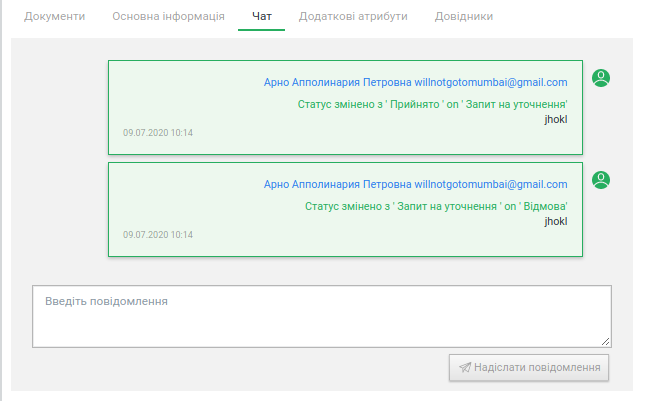 Документи Основна інформація Чат Додаткові атрибути Довідники
Арно Апполинария Петровна willnotgotomumbai@gmail.com
Статус змінено з ' Прийнято ' on ' Запит на уточнення'
jhokl
09.07.2020 10:14
Арно Апполинария Петровна willnotgotomumbai@gmail.com
Статус змінено з ' Запит на уточнення ' on ' Відмова'
jhokl
09.07.2020 10:14
Введіть повідомлення
Надіслати повідомлення